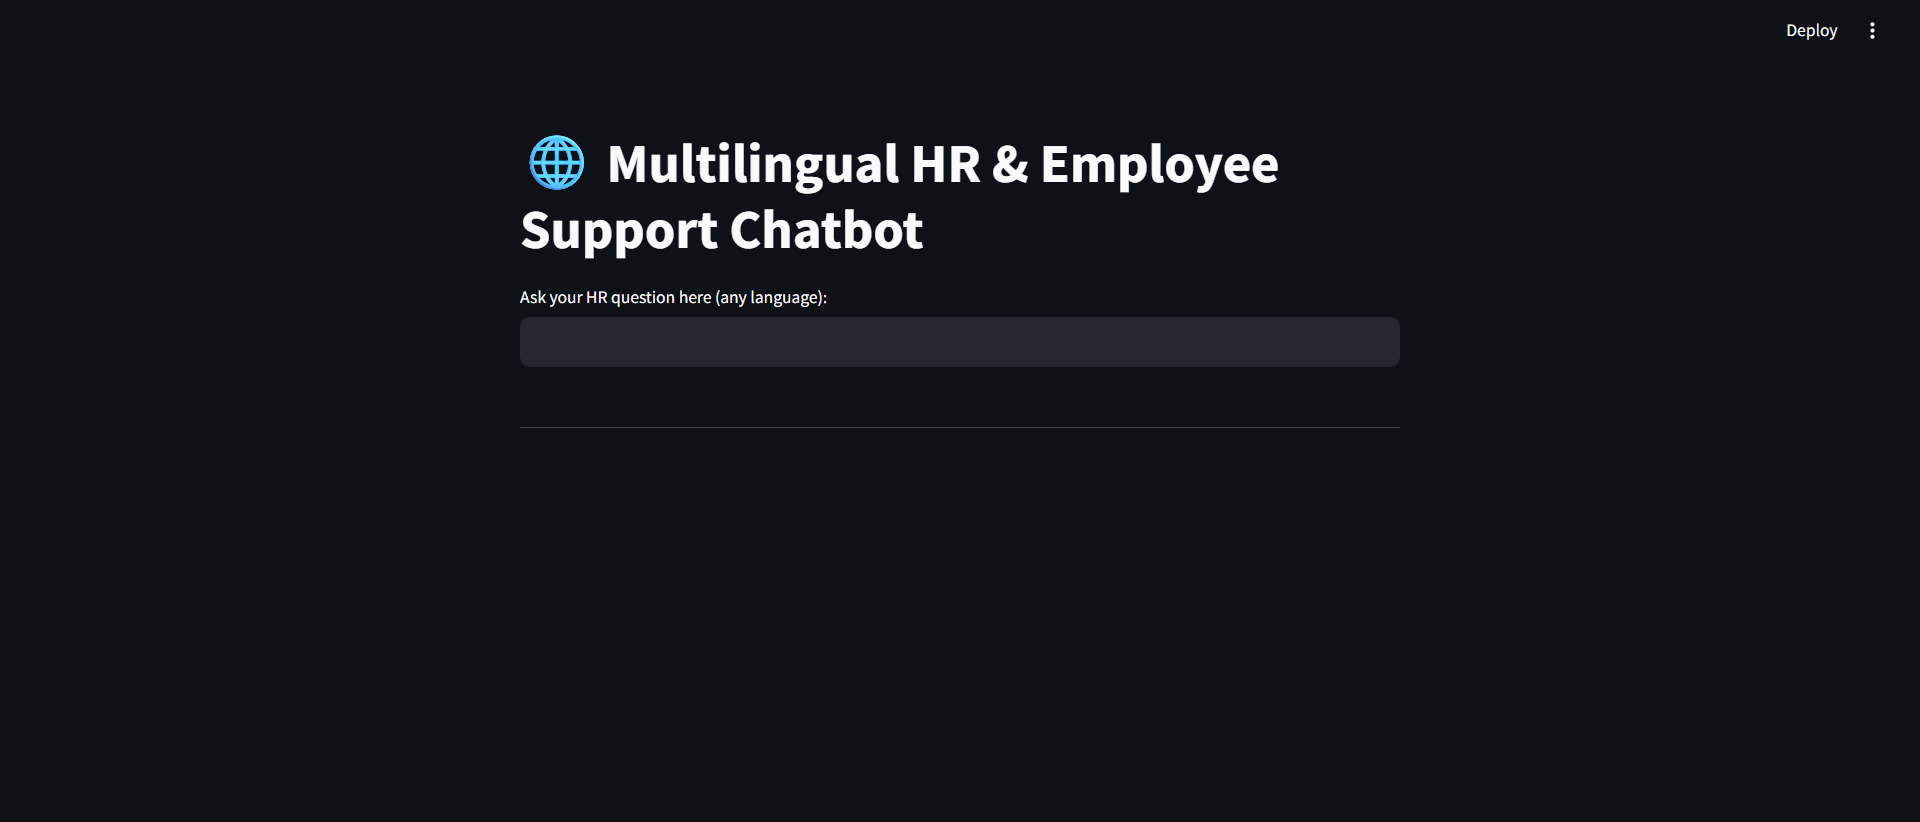 Deploy
🌐 Multilingual HR & Employee
Support Chatbot
Ask your HR question here (any language):